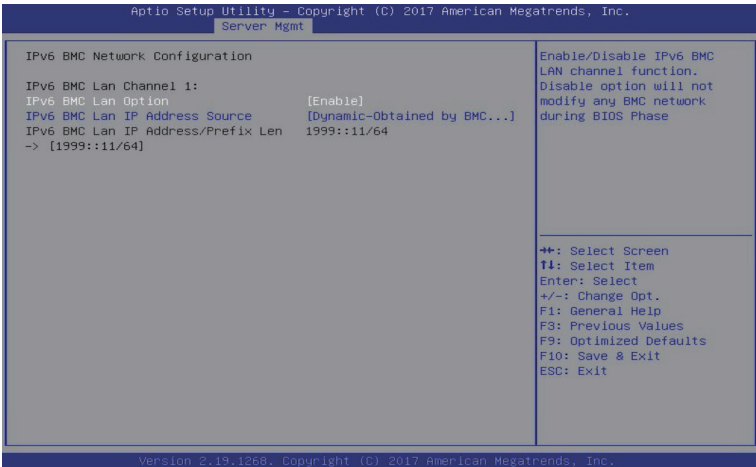 Aptio Setup Utility – Copyright (C) 2017 American Megatrends, Inc.
Server Mgmt
IPv6 BMC Network Configuration
IPv6 BMC Lan Channel 1:
IPv6 BMC Lan Option [Enable]
IPv6 BMC Lan IP Address Source [Dynamic-Obtained by BMC...]
IPv6 BMC Lan IP Address/Prefix Len 1999::11/64
-> [1999::11/64]
Enable/Disable IPv6 BMC
LAN channel function.
Disable option will not
modify any BMC network
during BIOS Phase
→←: Select Screen
↑↓: Select Item
Enter: Select
+/-: Change Opt.
F1: General Help
F3: Previous Values
F9: Optimized Defaults
F10: Save & Exit
ESC: Exit
Version 2.19.1268. Copyright (C) 2017 American Megatrends, Inc.